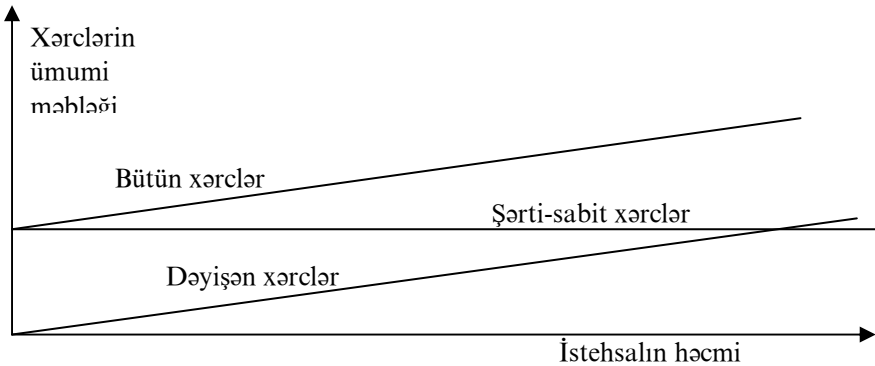 Xərclərin
ümumi
məbləği
Bütün xərclər
Şərti-sabit xərclər
Dəyişən xərclər
İstehsalın həcmi